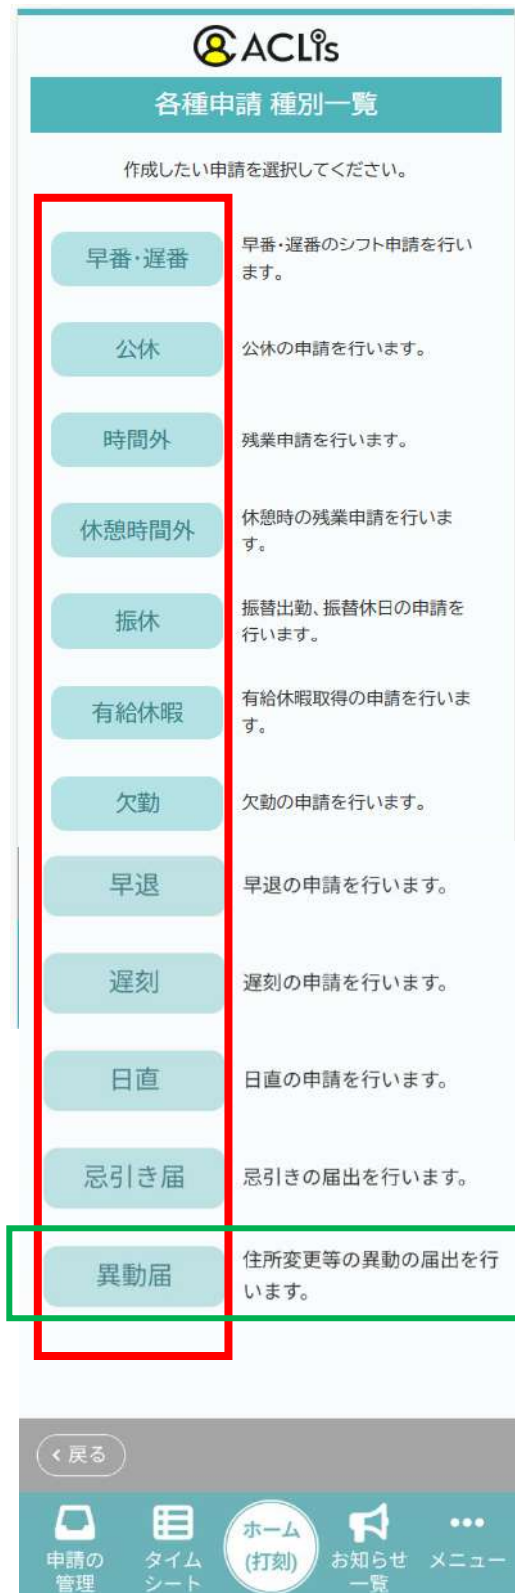 ACLis
各種申請 種別一覧
作成したい申請を選択してください。
早番・遅番
早番・遅番のシフト申請を行い
ます。
公休
公休の申請を行います。
時間外
残業申請を行います。
休憩時間外
休憩時の残業申請を行いま
す。
振休
振替出勤、振替休日の申請を
行います。
有給休暇
有給休暇取得の申請を行いま
す。
欠勤
欠勤の申請を行います。
早退
早退の申請を行います。
遅刻
遅刻の申請を行います。
日直
日直の申請を行います。
忌引き届
忌引きの届出を行います。
異動届
住所変更等の異動の届出を行
います。
戻る
申請の
管理
タイム
シート
ホーム
(打刻)
お知らせ
一覧
メニュー